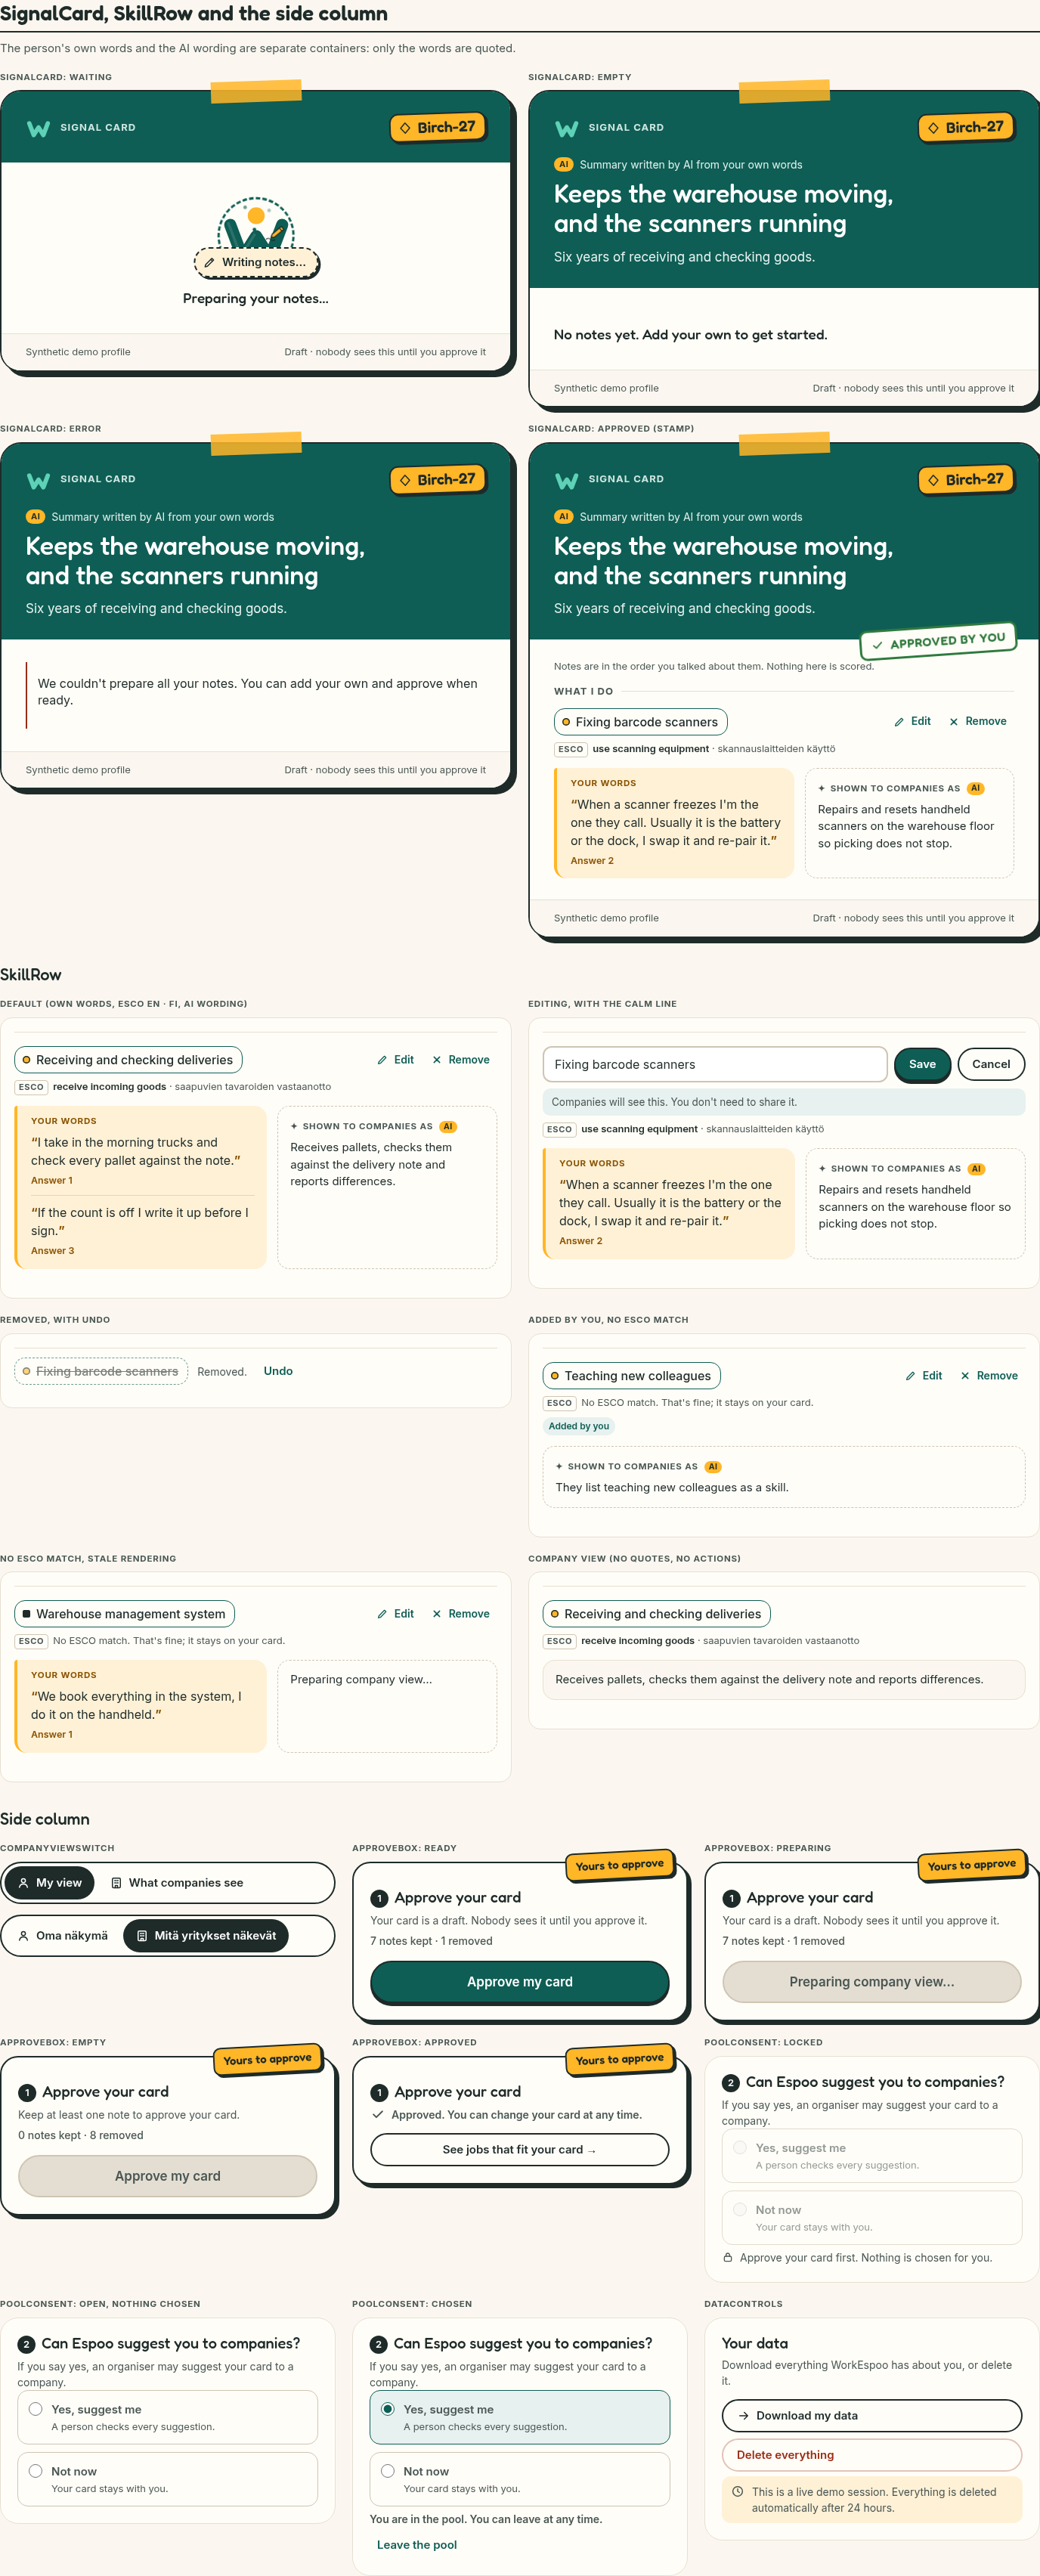 SignalCard, SkillRow and the side column
The person's own words and the AI wording are separate containers: only the words are quoted.
SIGNALCARD: WAITING
SIGNAL CARD
Birch-27
Writing notes...
Preparing your notes...
Synthetic demo profile
Draft · nobody sees this until you approve it
SIGNALCARD: EMPTY
SIGNAL CARD
Birch-27
AI Summary written by AI from your own words
Keeps the warehouse moving,
and the scanners running
Six years of receiving and checking goods.
No notes yet. Add your own to get started.
Synthetic demo profile
Draft · nobody sees this until you approve it
SIGNALCARD: ERROR
SIGNAL CARD
Birch-27
AI Summary written by AI from your own words
Keeps the warehouse moving,
and the scanners running
Six years of receiving and checking goods.
We couldn't prepare all your notes. You can add your own and approve when
ready.
Synthetic demo profile
Draft · nobody sees this until you approve it
SIGNALCARD: APPROVED (STAMP)
SIGNAL CARD
Birch-27
AI Summary written by AI from your own words
Keeps the warehouse moving,
and the scanners running
Six years of receiving and checking goods.
APPROVED BY YOU
Notes are in the order you talked about them. Nothing here is scored.
WHAT I DO
Fixing barcode scanners
Edit
Remove
ESCO use scanning equipment · skannauslaitteiden käyttö
YOUR WORDS
“When a scanner freezes I'm the
one they call. Usually it is the battery
or the dock, I swap it and re-pair it.”
Answer 2
SHOWN TO COMPANIES AS AI
Repairs and resets handheld
scanners on the warehouse floor
so picking does not stop.
Synthetic demo profile
Draft · nobody sees this until you approve it
SkillRow
DEFAULT (OWN WORDS, ESCO EN · FI, AI WORDING)
Receiving and checking deliveries
Edit
Remove
ESCO receive incoming goods · saapuvien tavaroiden vastaanotto
YOUR WORDS
“I take in the morning trucks and
check every pallet against the note.”
Answer 1
“If the count is off I write it up before I
sign.”
Answer 3
SHOWN TO COMPANIES AS AI
Receives pallets, checks them
against the delivery note and
reports differences.
EDITING, WITH THE CALM LINE
Fixing barcode scanners
Save
Cancel
Companies will see this. You don't need to share it.
ESCO use scanning equipment · skannauslaitteiden käyttö
YOUR WORDS
“When a scanner freezes I'm the one
they call. Usually it is the battery or the
dock, I swap it and re-pair it.”
Answer 2
SHOWN TO COMPANIES AS AI
Repairs and resets handheld
scanners on the warehouse floor so
picking does not stop.
REMOVED, WITH UNDO
Fixing barcode scanners
Removed.
Undo
ADDED BY YOU, NO ESCO MATCH
Teaching new colleagues
Edit
Remove
ESCO No ESCO match. That's fine; it stays on your card.
Added by you
SHOWN TO COMPANIES AS AI
They list teaching new colleagues as a skill.
NO ESCO MATCH, STALE RENDERING
Warehouse management system
Edit
Remove
ESCO No ESCO match. That's fine; it stays on your card.
YOUR WORDS
“We book everything in the system, I
do it on the handheld.”
Answer 1
Preparing company view...
COMPANY VIEW (NO QUOTES, NO ACTIONS)
Receiving and checking deliveries
ESCO receive incoming goods · saapuvien tavaroiden vastaanotto
Receives pallets, checks them against the delivery note and reports differences.
Side column
COMPANYVIEWSWITCH
My view
What companies see
Oma näkymä
Mitä yritykset näkevät
APPROVEBOX: READY
Yours to approve
1 Approve your card
Your card is a draft. Nobody sees it until you approve it.
7 notes kept · 1 removed
Approve my card
APPROVEBOX: PREPARING
Yours to approve
1 Approve your card
Your card is a draft. Nobody sees it until you approve it.
7 notes kept · 1 removed
Preparing company view...
APPROVEBOX: EMPTY
Yours to approve
1 Approve your card
Keep at least one note to approve your card.
0 notes kept · 8 removed
Approve my card
APPROVEBOX: APPROVED
Yours to approve
1 Approve your card
Approved. You can change your card at any time.
See jobs that fit your card →
POOLCONSENT: LOCKED
2 Can Espoo suggest you to companies?
If you say yes, an organiser may suggest your card to a
company.
Yes, suggest me
A person checks every suggestion.
Not now
Your card stays with you.
Approve your card first. Nothing is chosen for you.
POOLCONSENT: OPEN, NOTHING CHOSEN
2 Can Espoo suggest you to companies?
If you say yes, an organiser may suggest your card to a
company.
Yes, suggest me
A person checks every suggestion.
Not now
Your card stays with you.
POOLCONSENT: CHOSEN
2 Can Espoo suggest you to companies?
If you say yes, an organiser may suggest your card to a
company.
Yes, suggest me
A person checks every suggestion.
Not now
Your card stays with you.
You are in the pool. You can leave at any time.
Leave the pool
DATACONTROLS
Your data
Download everything WorkEspoo has about you, or delete
it.
→ Download my data
Delete everything
This is a live demo session. Everything is deleted
automatically after 24 hours.